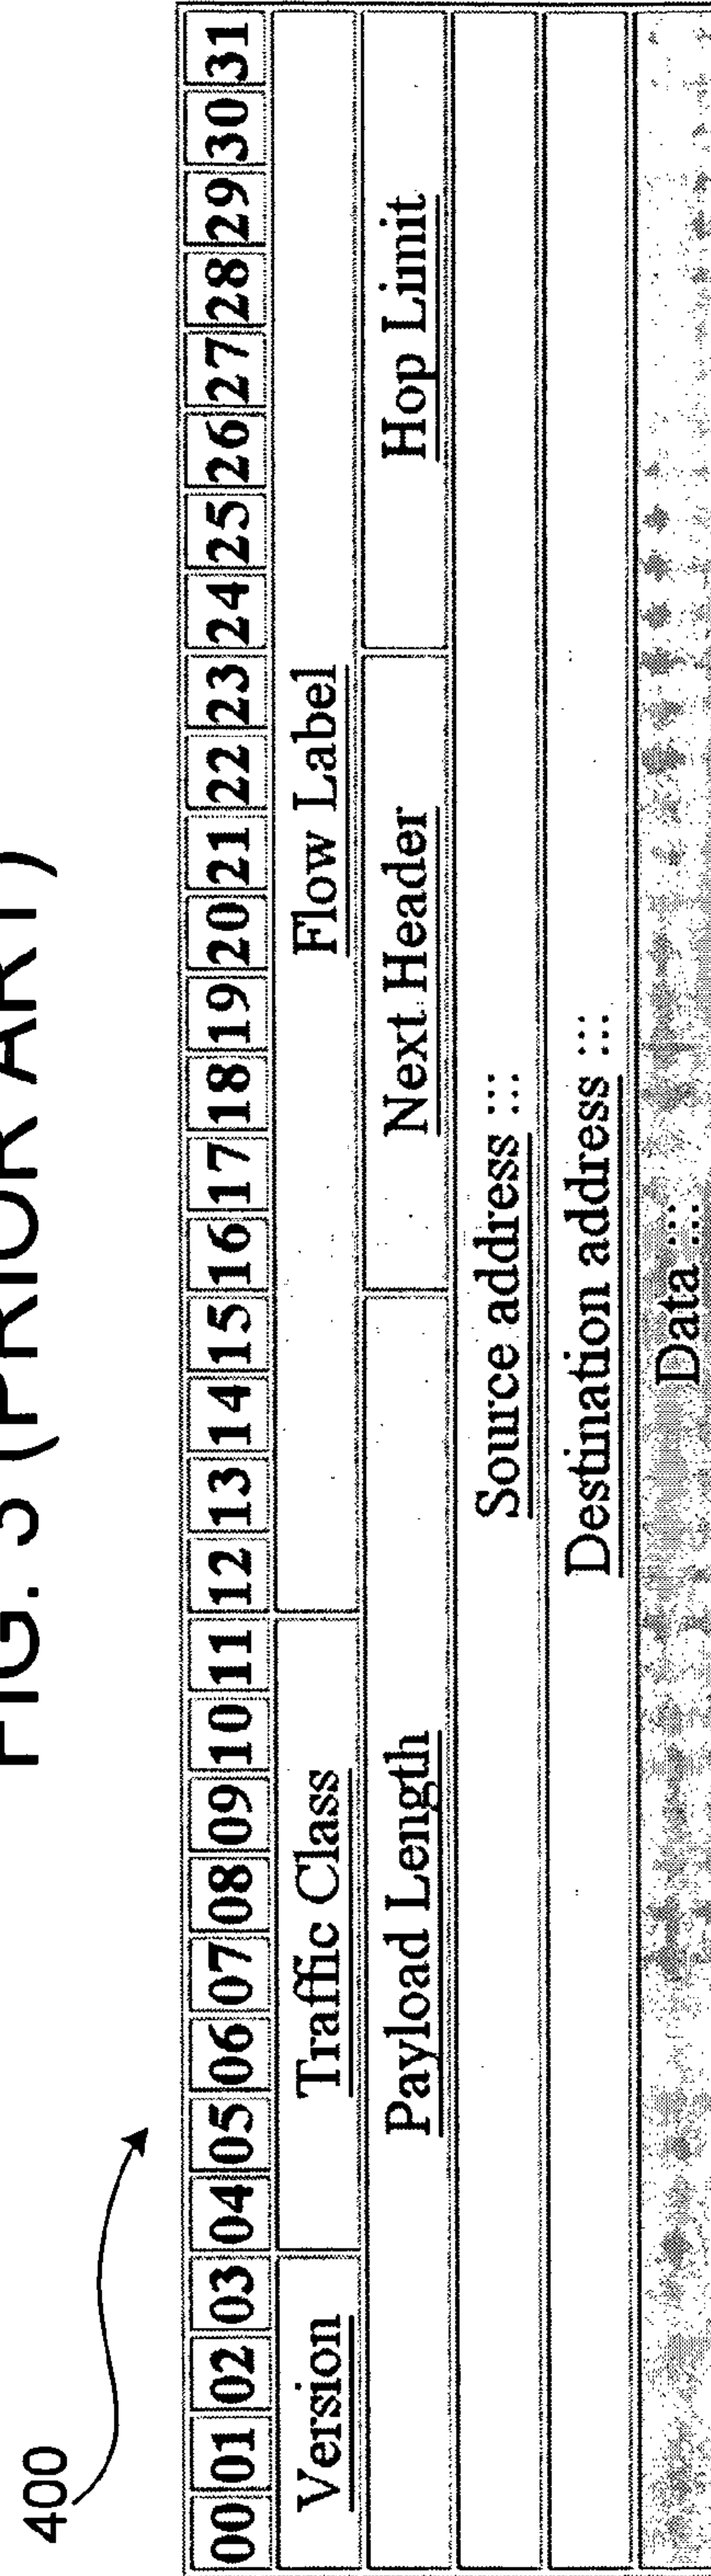 FIG. 3 (PRIOR ART)
400
00 01 02 03 04 05 06 07 08 09 10 11 12 13 14 15 16 17 18 19 20 21 22 23 24 25 26 27 28 29 30 31
Version Traffic Class Flow Label
Payload Length Next Header Hop Limit
Source address :::
Destination address :::
Data :::